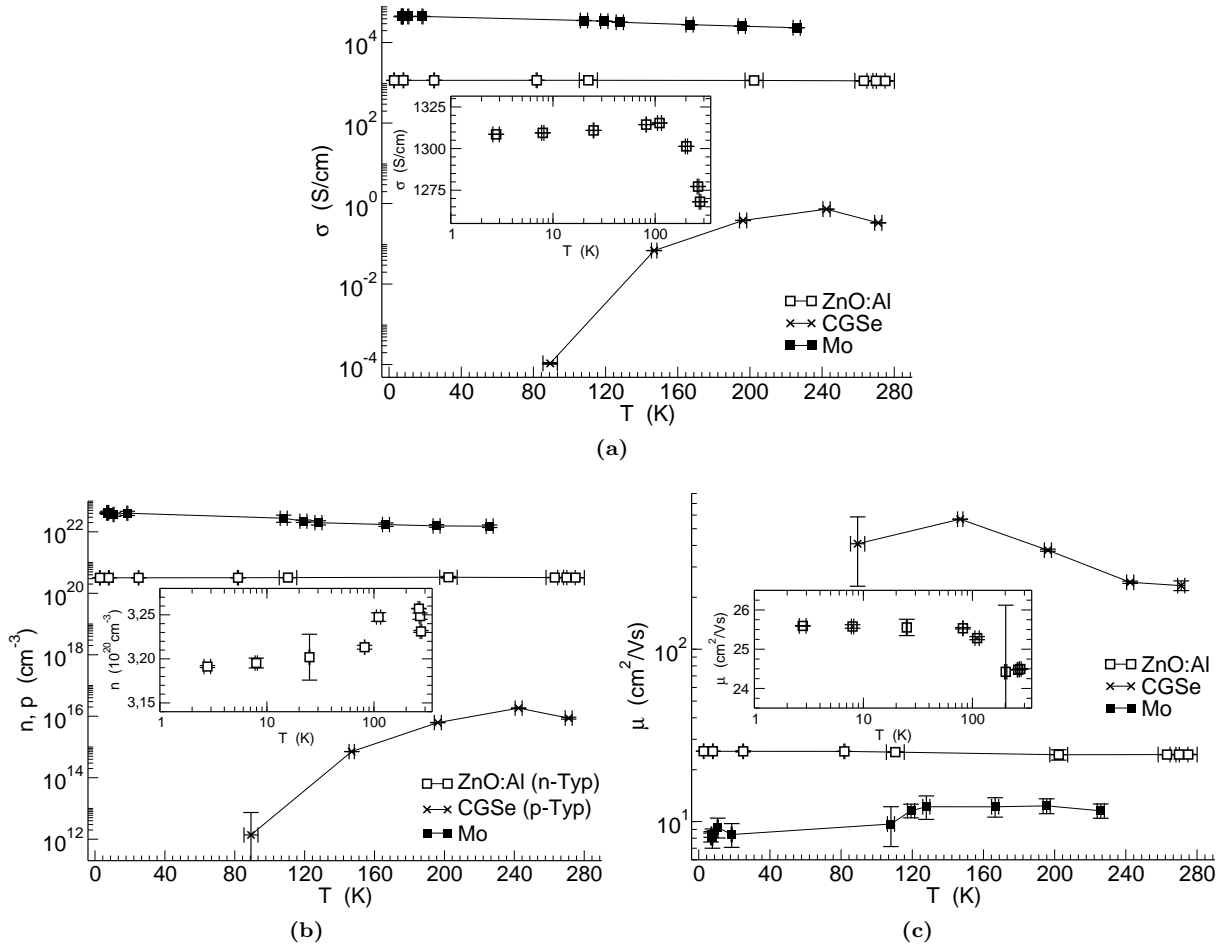 10^4
10^2
10^0
10^-2
10^-4
σ (S/cm)
1325
1300
1275
σ (S/cm)
1
10
100
T (K)
ZnO:Al
CGSe
Mo
0
40
80
120
160
200
240
280
T (K)
(a)
10^22
10^20
10^18
10^16
10^14
10^12
n, p (cm^-3)
3,25
3,20
3,15
n (10^20 cm^-3)
1
10
100
T (K)
ZnO:Al (n-Typ)
CGSe (p-Typ)
Mo
0
40
80
120
160
200
240
280
T (K)
(b)
10^2
10^1
μ (cm^2/Vs)
26
25
24
μ (cm^2/Vs)
1
10
100
T (K)
ZnO:Al
CGSe
Mo
0
40
80
120
160
200
240
280
T (K)
(c)